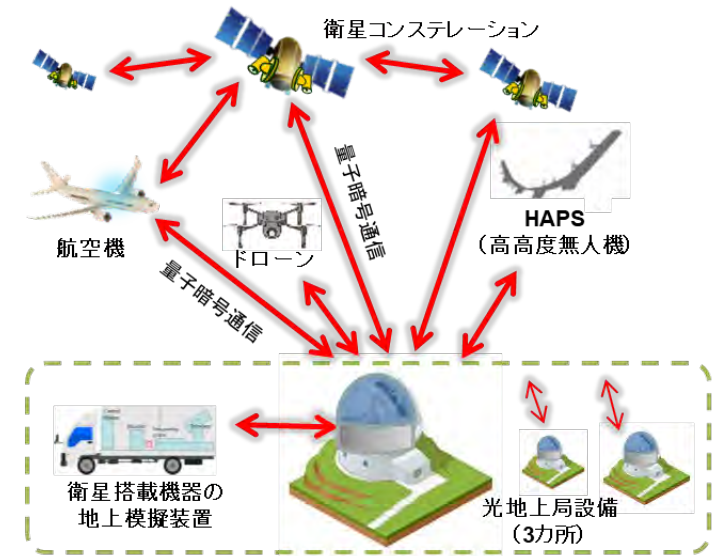 衛星コンステレーション
量子暗号通信
HAPS
（高高度無人機）
航空機
ドローン
量子暗号通信
衛星搭載機器の
地上模擬装置
光地上局設備
（3カ所）